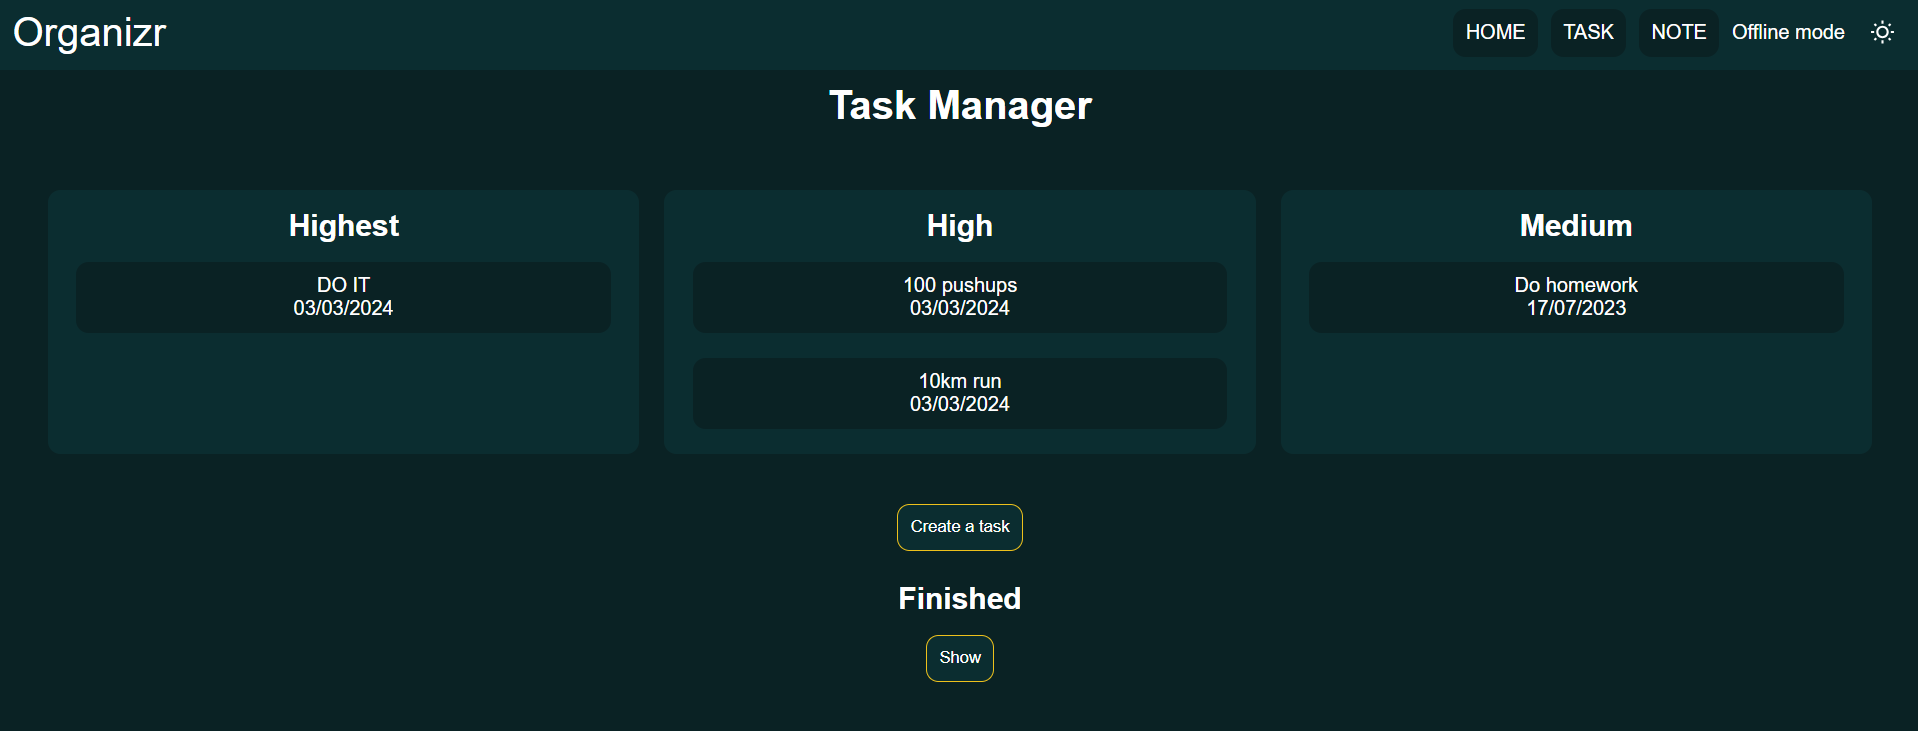 Organizr
HOME
TASK
NOTE
Offline mode
Task Manager
Highest
DO IT
03/03/2024
High
100 pushups
03/03/2024
10km run
03/03/2024
Medium
Do homework
17/07/2023
Create a task
Finished
Show